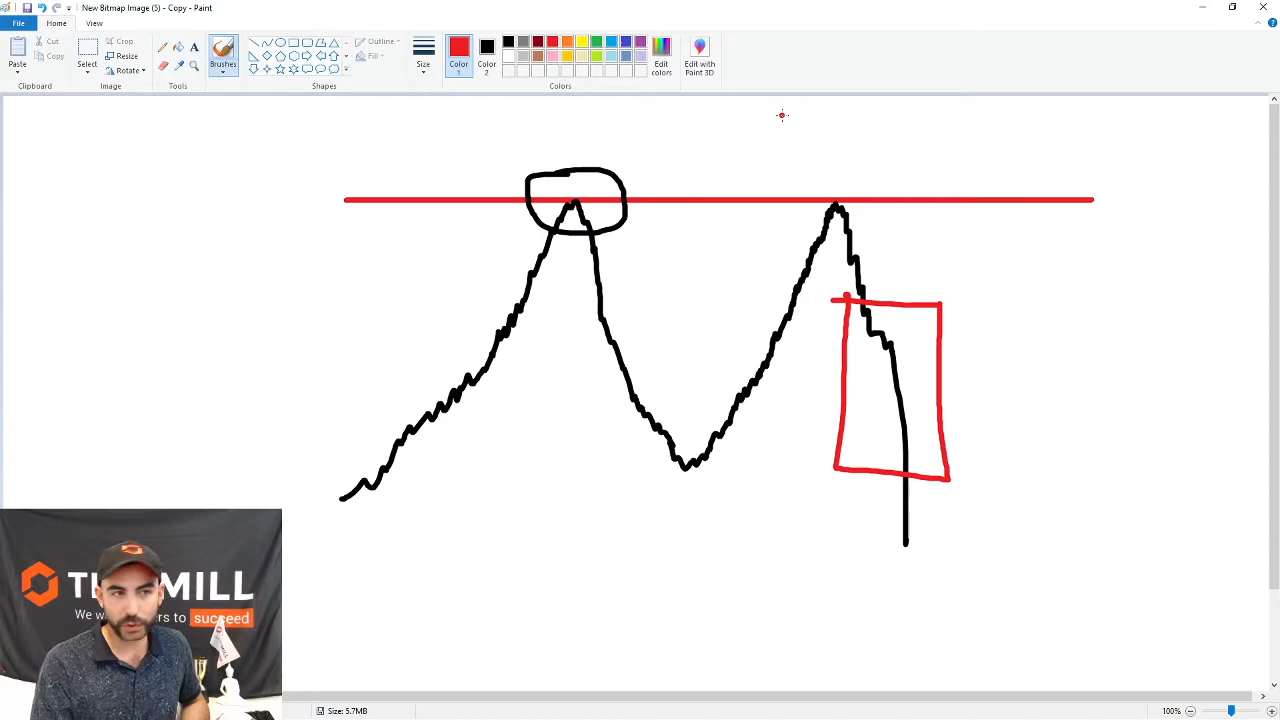 New Bitmap Image (5) - Copy - Paint
File Home View
Paste
Cut
Copy
Clipboard
Select
Crop
Resize
Rotate
Image
A
Tools
Brushes
Outline
Fill
Shapes
Size
Color 1
Color 2
Edit colors
Colors
Edit with Paint 3D
MILL
to succeed
Size: 5.7MB
100%